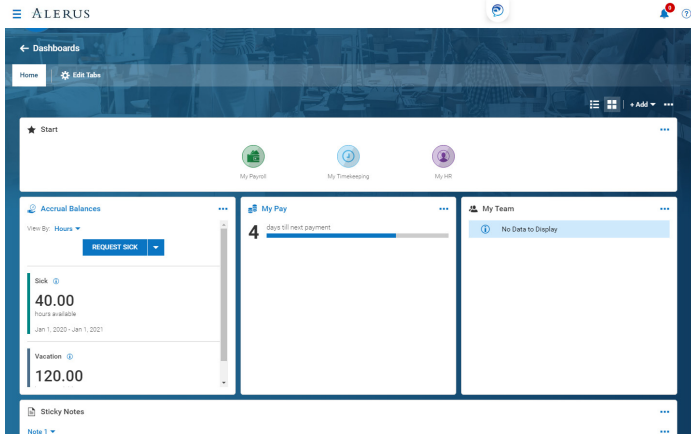 ALERUS
0
?
← Dashboards
Home
Edit Tabs
+ Add
Start
My Payroll
My Timekeeping
My HR
Accrual Balances
View By: Hours
REQUEST SICK
Sick
40.00
hours available
Jan 1, 2020 - Jan 1, 2021
Vacation
120.00
My Pay
4 days till next payment
My Team
No Data to Display
Sticky Notes
Note 1